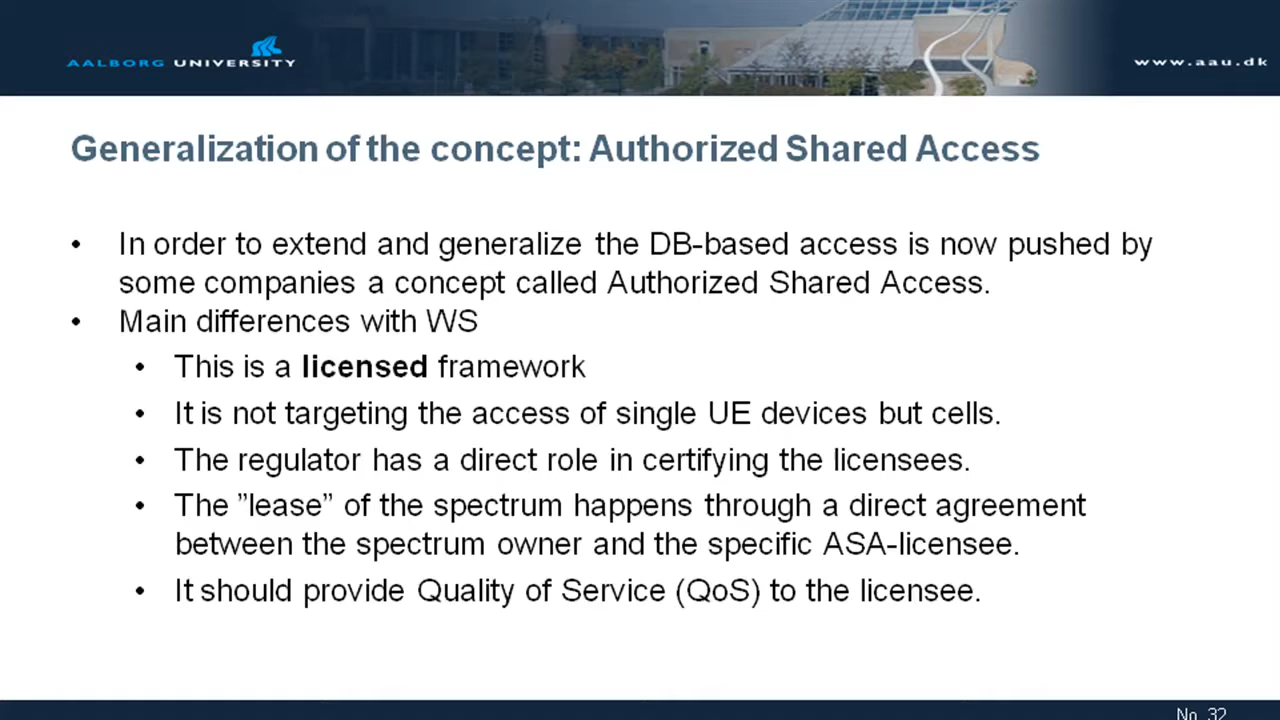 AALBORG UNIVERSITY
www.aau.dk
Generalization of the concept: Authorized Shared Access
• In order to extend and generalize the DB-based access is now pushed by
some companies a concept called Authorized Shared Access.
• Main differences with WS
• This is a licensed framework
• It is not targeting the access of single UE devices but cells.
• The regulator has a direct role in certifying the licensees.
• The ”lease” of the spectrum happens through a direct agreement
between the spectrum owner and the specific ASA-licensee.
• It should provide Quality of Service (QoS) to the licensee.
No. 32